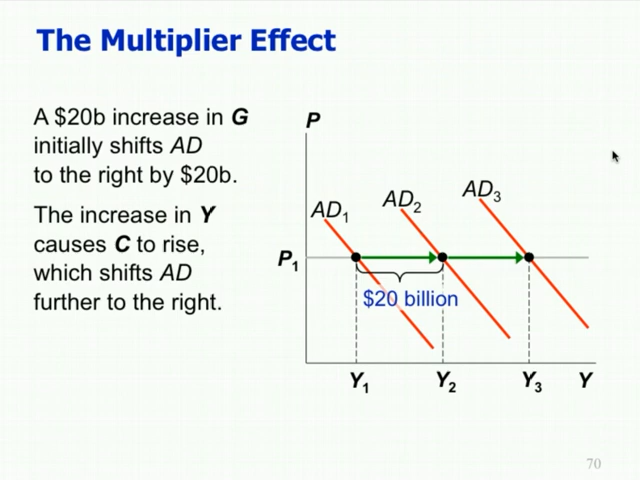 The Multiplier Effect
A $20b increase in G
initially shifts AD
to the right by $20b.
The increase in Y
causes C to rise,
which shifts AD
further to the right.
P
AD1
AD2
AD3
P1
$20 billion
Y1
Y2
Y3
Y
70